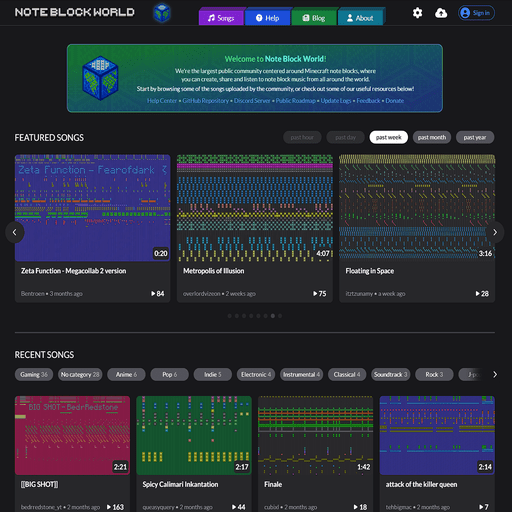 NOTE BLOCK WORLD
Songs
Help
Blog
About
Sign in
Welcome to Note Block World!
We're the largest public community centered around Minecraft note blocks, where
you can create, share and listen to note block music from all around the world.
Start by browsing some of the songs uploaded by the community, or check out some of our useful resources below!
Help Center • GitHub Repository • Discord Server • Public Roadmap • Update Logs • Feedback • Donate
FEATURED SONGS
past hour
past day
past week
past month
past year
Zeta Function - Fearofdark
0:20
Zeta Function - Megacollab 2 version
Bentroen • 3 months ago
84
4:07
Metropolis of Illusion
overlordvizoon • 2 weeks ago
75
3:16
Floating in Space
itztzunamy • a week ago
28
RECENT SONGS
Gaming 36
No category 28
Anime 6
Pop 6
Indie 5
Electronic 4
Instrumental 4
Classical 4
Soundtrack 3
Rock 3
BIG SHOT - Bedrredstone
2:21
[[BIG SHOT]]
bedrredstone_yt • 2 months ago
163
2:17
Spicy Calimari Inkantation
queasyquery • 2 months ago
44
1:42
Finale
cubixl • 2 months ago
18
2:14
attack of the killer queen
tehbigmac • 2 months ago
7